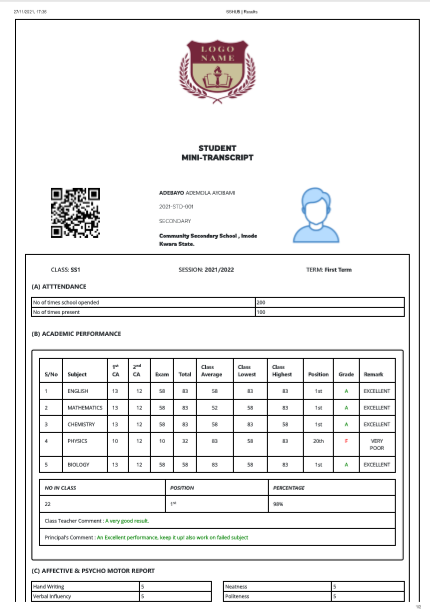 27/11/2021, 17:35 SSHUB | Results
LOGO
NAME
STUDENT
MINI-TRANSCRIPT
ADEBAYO ADEMOLA AYOBAMI
2021-STD-001
SECONDARY
Community Secondary School , Imode
Kwara State.
CLASS: SS1 SESSION: 2021/2022 TERM: First Term
(A) ATTTENDANCE
No of times school opended 200
No of times present 100
(B) ACADEMIC PERFORMANCE
S/No Subject 1st CA 2nd CA Exam Total Class Average Class Lowest Class Highest Position Grade Remark
1 ENGLISH 13 12 58 83 58 58 83 1st A EXCELLENT
2 MATHEMATICS 13 12 58 83 52 58 83 1st A EXCELLENT
3 CHEMISTRY 13 12 58 83 58 58 83 1st A EXCELLENT
4 PHYSICS 10 12 10 32 83 58 83 20th F VERY POOR
5 BIOLOGY 13 12 58 83 58 58 83 1st A EXCELLENT
NO IN CLASS POSITION PERCENTAGE
22 1st 98%
Class Teacher Comment : A very good result.
Principal's Comment : An Excellent performance, keep it up! also work on failed subject
(C) AFFECTIVE & PSYCHO MOTOR REPORT
Hand Writing 5 Neatness 5
Verbal Influency 5 Politeness 5
1/2